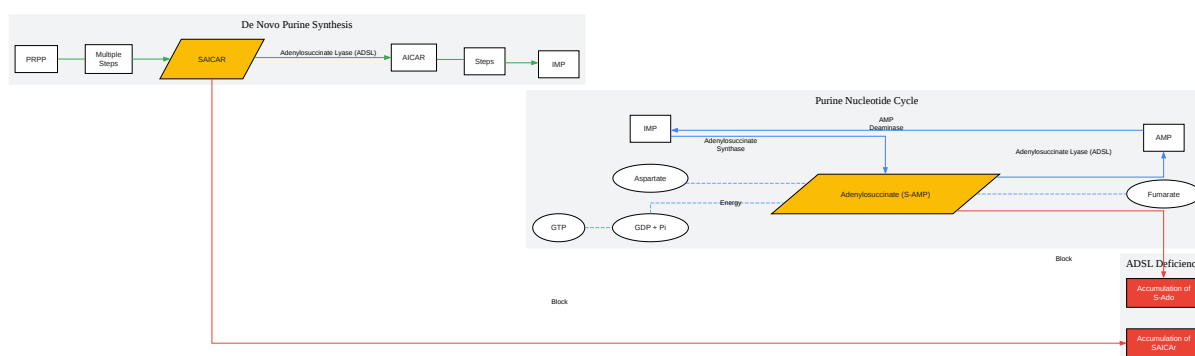 De Novo Purine Synthesis
PRPP
Multiple
Steps
SAICAR
Adenylosuccinate Lyase (ADSL)
AICAR
Steps
IMP
Purine Nucleotide Cycle
IMP
AMP
Deaminase
AMP
Adenylosuccinate
Synthase
Adenylosuccinate Lyase (ADSL)
Aspartate
Adenylosuccinate (S-AMP)
Fumarate
Energy
GTP
GDP + Pi
Block
ADSL Deficienc
Accumulation of
S-Ado
Block
Accumulation of
SAICAr